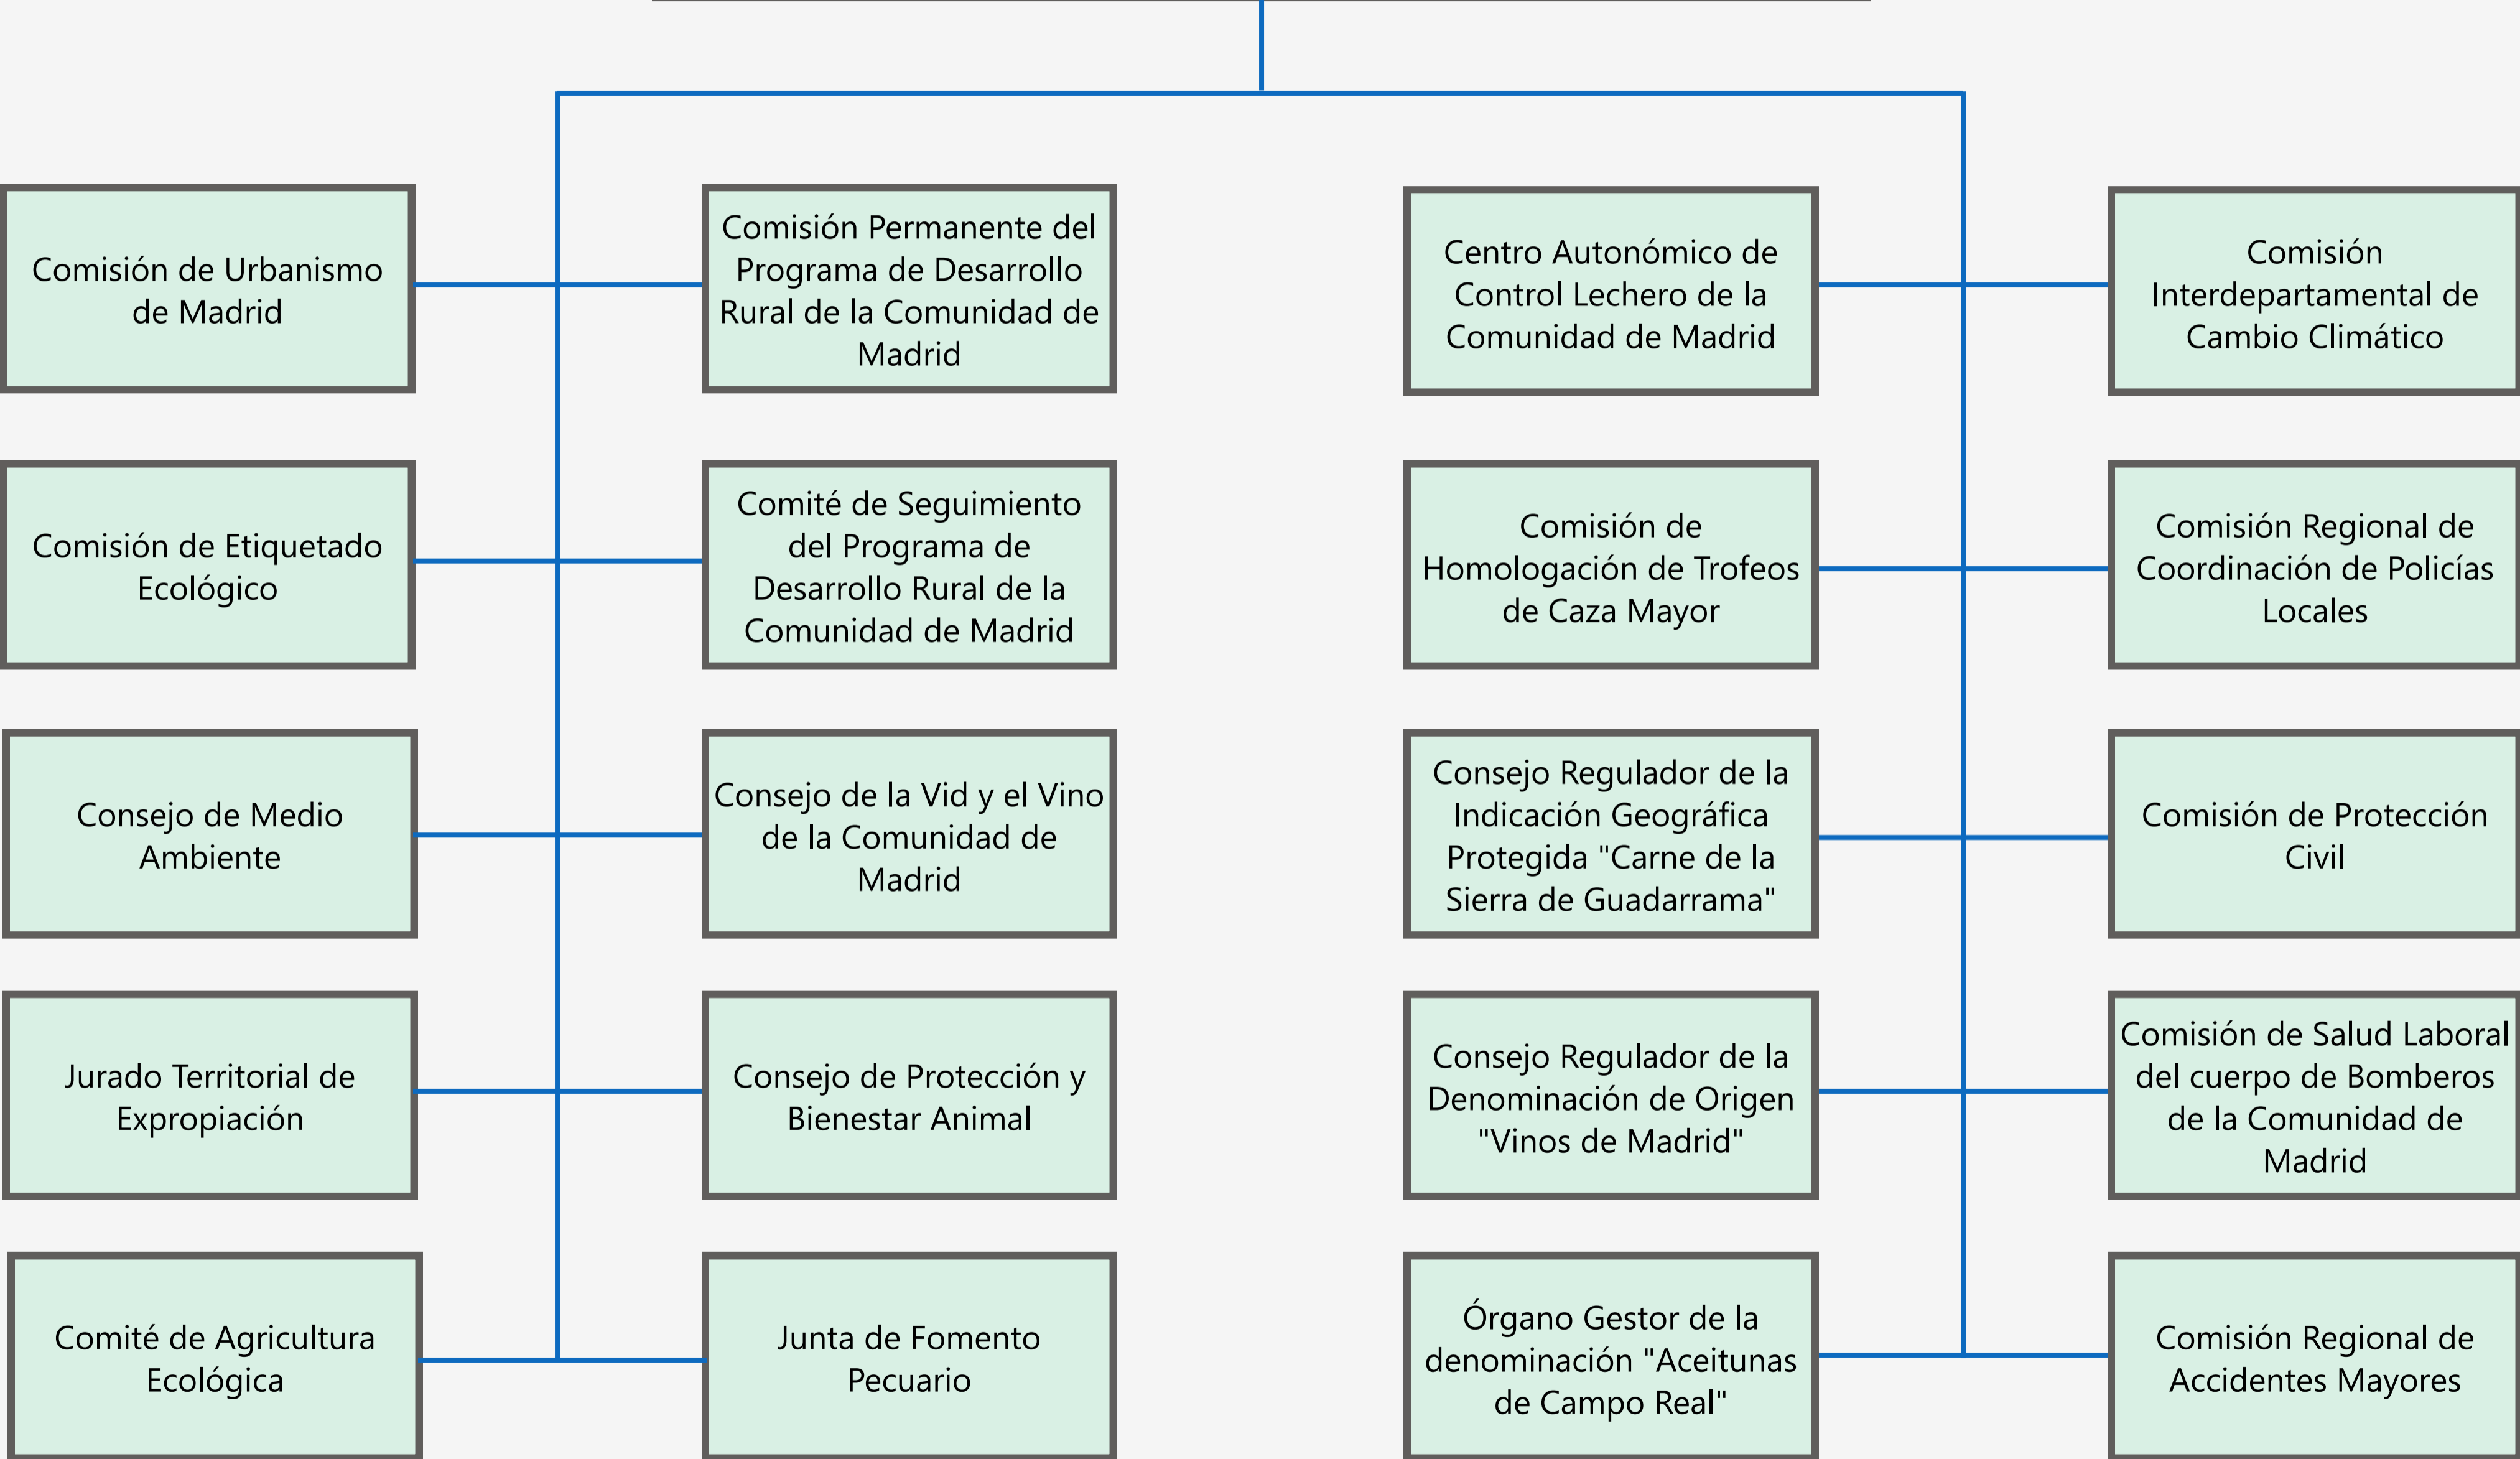 Comisión de Urbanismo
de Madrid
Comisión Permanente del
Programa de Desarrollo
Rural de la Comunidad de
Madrid
Centro Autonómico de
Control Lechero de la
Comunidad de Madrid
Comisión
Interdepartamental de
Cambio Climático
Comisión de Etiquetado
Ecológico
Comité de Seguimiento
del Programa de
Desarrollo Rural de la
Comunidad de Madrid
Comisión de
Homologación de Trofeos
de Caza Mayor
Comisión Regional de
Coordinación de Policías
Locales
Consejo de Medio
Ambiente
Consejo de la Vid y el Vino
de la Comunidad de
Madrid
Consejo Regulador de la
Indicación Geográfica
Protegida "Carne de la
Sierra de Guadarrama"
Comisión de Protección
Civil
Jurado Territorial de
Expropiación
Consejo de Protección y
Bienestar Animal
Consejo Regulador de la
Denominación de Origen
"Vinos de Madrid"
Comisión de Salud Laboral
del cuerpo de Bomberos
de la Comunidad de
Madrid
Comité de Agricultura
Ecológica
Junta de Fomento
Pecuario
Órgano Gestor de la
denominación "Aceitunas
de Campo Real"
Comisión Regional de
Accidentes Mayores